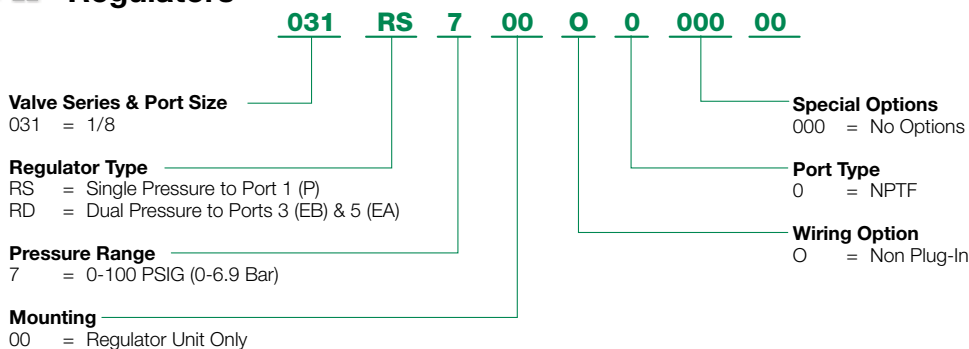 Regulators
031 RS 7 00 O 0 000 00
Valve Series & Port Size
031 = 1/8
Regulator Type
RS = Single Pressure to Port 1 (P)
RD = Dual Pressure to Ports 3 (EB) & 5 (EA)
Pressure Range
7 = 0-100 PSIG (0-6.9 Bar)
Mounting
00 = Regulator Unit Only
Special Options
000 = No Options
Port Type
0 = NPTF
Wiring Option
O = Non Plug-In